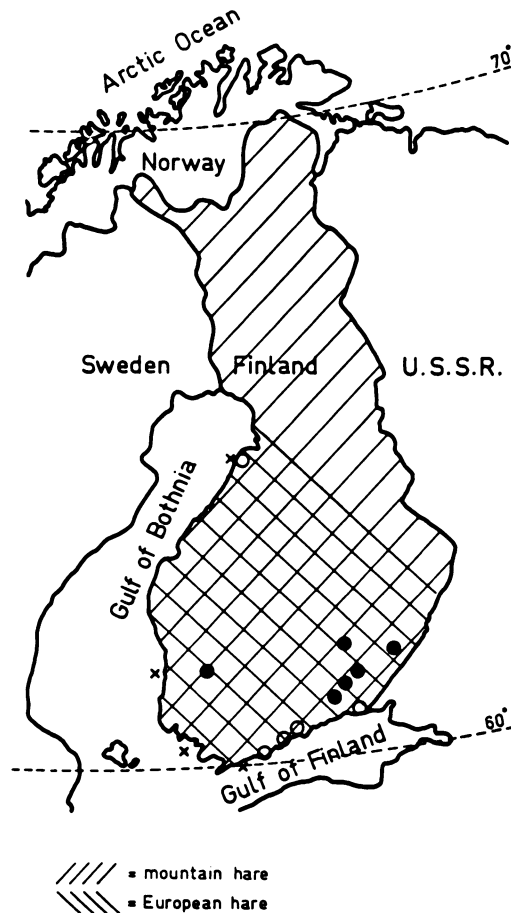 Arctic Ocean
70°
Norway
Sweden
Finland
U.S.S.R.
Gulf of Bothnia
60°
Gulf of Finland
= mountain hare
= European hare